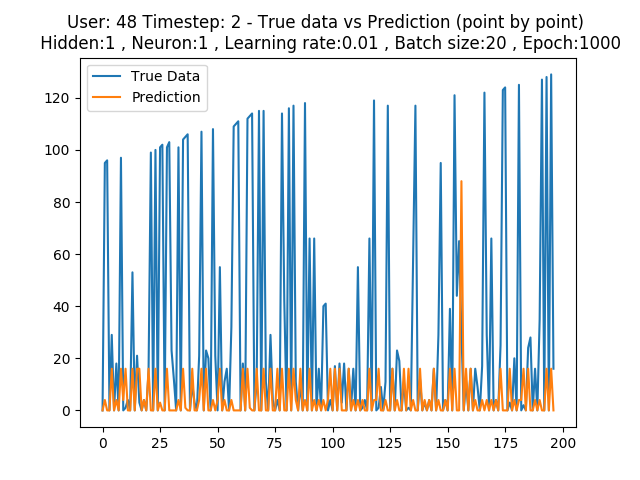 User: 48 Timestep: 2 - True data vs Prediction (point by point)
Hidden:1 , Neuron:1 , Learning rate:0.01 , Batch size:20 , Epoch:1000
True Data
Prediction
120
100
80
60
40
20
0
0 25 50 75 100 125 150 175 200